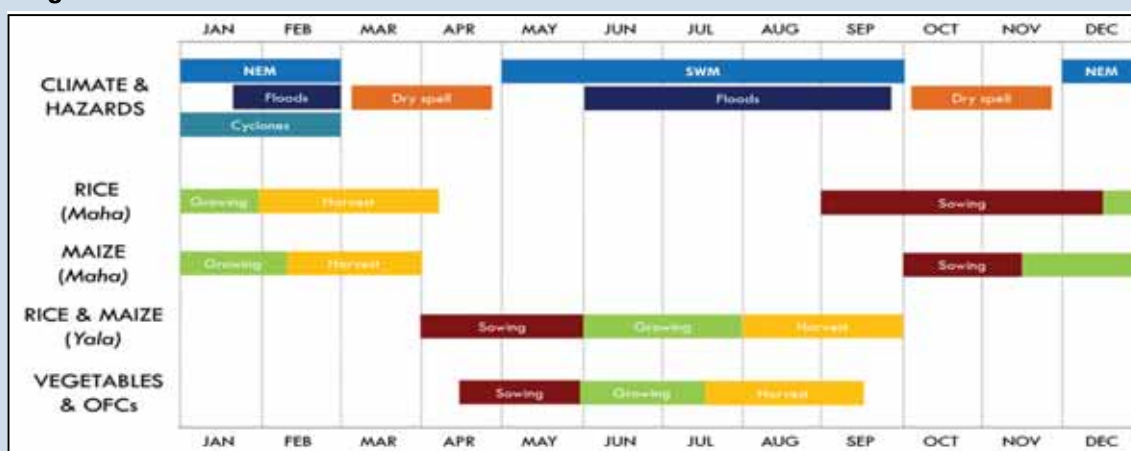 JAN FEB MAR APR MAY JUN JUL AUG SEP OCT NOV DEC
CLIMATE &
HAZARDS
NEM SWM NEM
Floods Dry spell Floods Dry spell
Cyclones
RICE
(Maha)
Growing Harvest Sowing
MAIZE
(Maha)
Growing Harvest Sowing
RICE & MAIZE
(Yala)
Sowing Growing Harvest
VEGETABLES
& OFCs
Sowing Growing Harvest
JAN FEB MAR APR MAY JUN JUL AUG SEP OCT NOV DEC